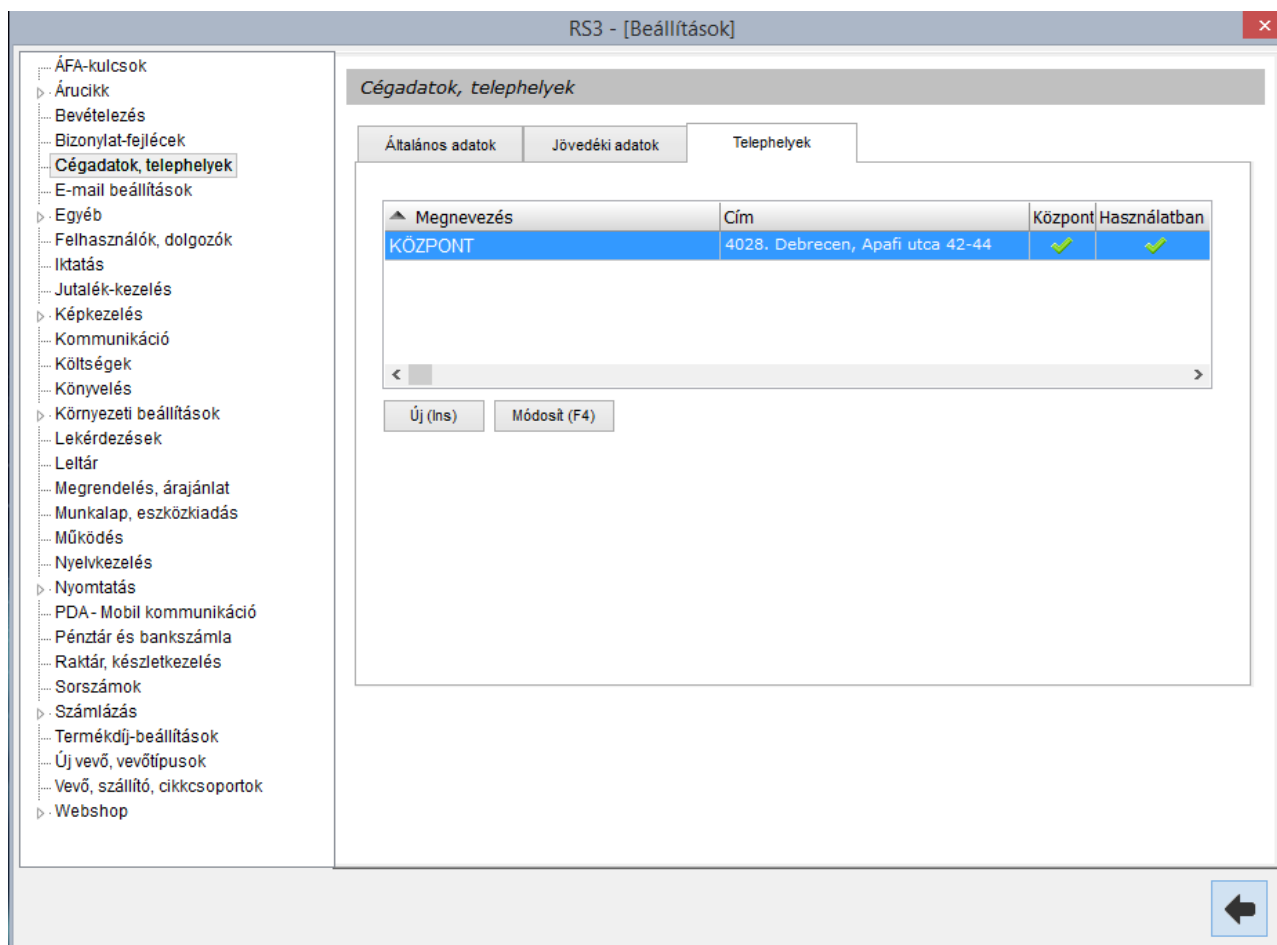 RS3 - [Beállítások]
ÁFA-kulcsok
Árucikk
Bevételezés
Bizonylat-fejlécek
Cégadatok, telephelyek
E-mail beállítások
Egyéb
Felhasználók, dolgozók
Iktatás
Jutalék-kezelés
Képkezelés
Kommunikáció
Költségek
Könyvelés
Környezeti beállítások
Lekérdezések
Leltár
Megrendelés, árajánlat
Munkalap, eszközkiadás
Működés
Nyelvkezelés
Nyomtatás
PDA - Mobil kommunikáció
Pénztár és bankszámla
Raktár, készletkezelés
Sorszámok
Számlázás
Termékdíj-beállítások
Új vevő, vevőtípusok
Vevő, szállító, cikkcsoportok
Webshop
Cégadatok, telephelyek
Általános adatok Jövedéki adatok Telephelyek
Megnevezés Cím Központ Használatban
KÖZPONT 4028. Debrecen, Apafi utca 42-44
Új (Ins) Módosít (F4)